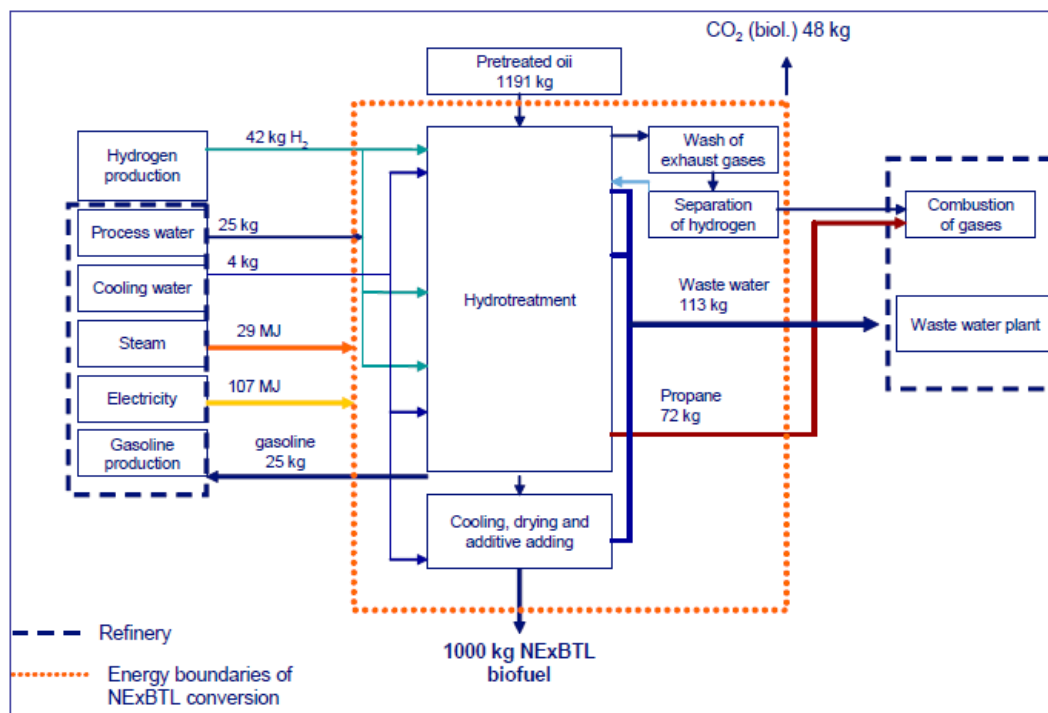 CO2 (biol.) 48 kg
Pretreated oii
1191 kg
Hydrogen
production
42 kg H2
Wash of
exhaust gases
Process water
25 kg
Separation
of hydrogen
Combustion
of gases
Cooling water
4 kg
Hydrotreatment
Waste water
113 kg
Waste water plant
Steam
29 MJ
Electricity
107 MJ
Propane
72 kg
Gasoline
production
gasoline
25 kg
Cooling, drying and
additive adding
1000 kg NExBTL
biofuel
Refinery
Energy boundaries of
NExBTL conversion